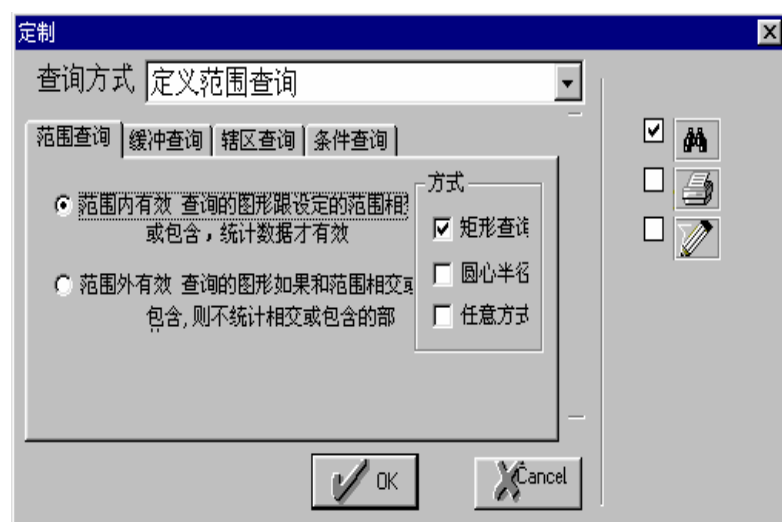 定制
查询方式 定义范围查询
范围查询 缓冲查询 辖区查询 条件查询
方式
范围内有效 查询的图形跟设定的范围相
或包含，统计数据才有效
矩形查询
圆心半径
范围外有效 查询的图形如果和范围相交或
包含,则不统计相交或包含的部
任意方式
OK Cancel